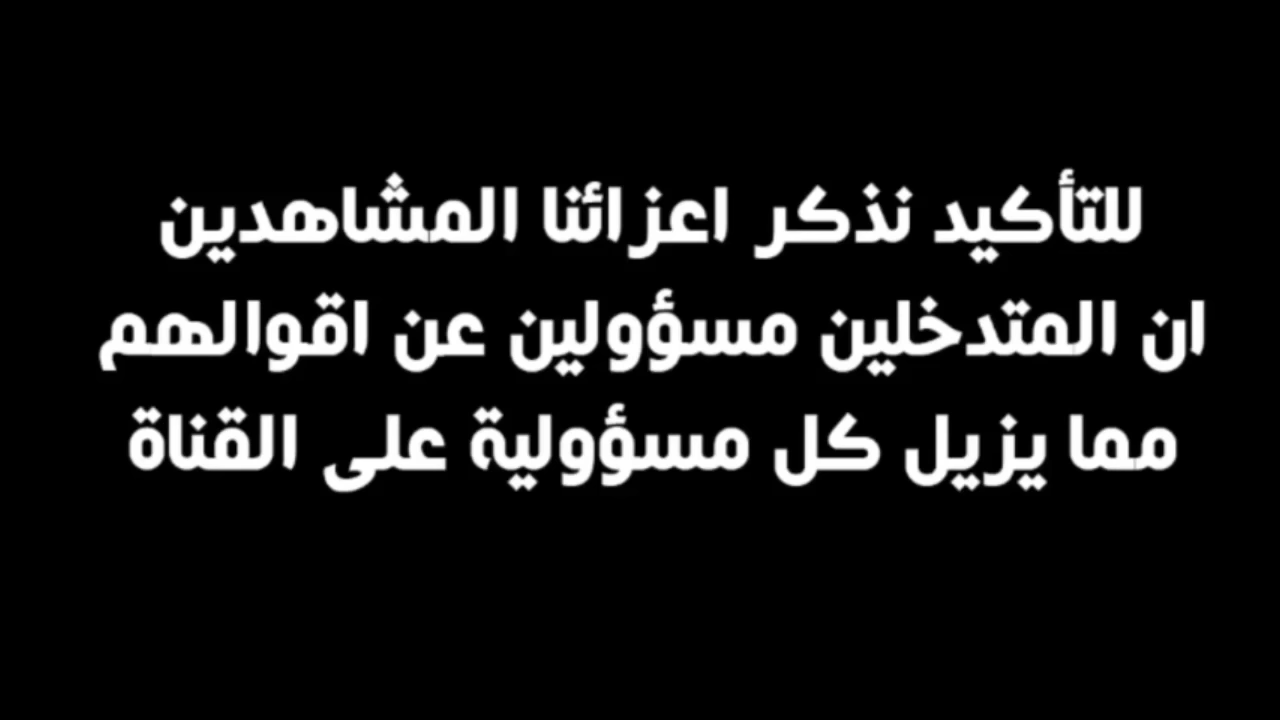 للتأكيد نذكر اعزائنا المشاهدين
ان المتدخلين مسؤولين عن اقوالهم
مما يزيل كل مسؤولية على القناة